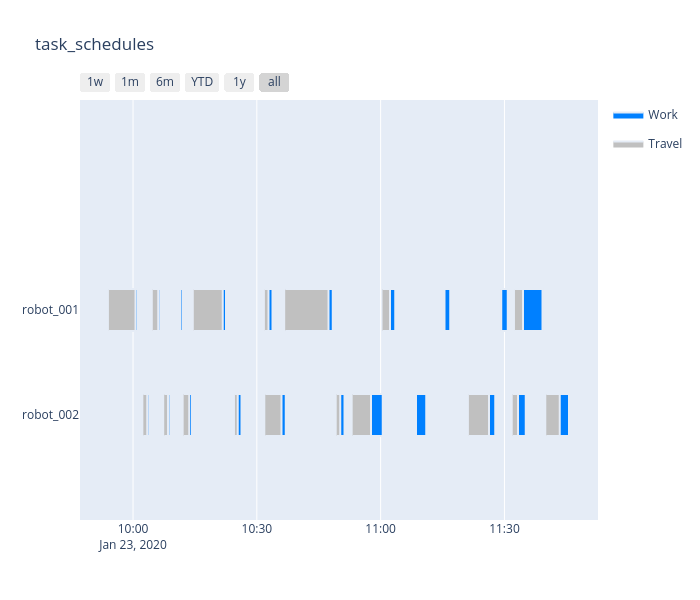 task_schedules
1w 1m 6m YTD 1y all
Work
Travel
robot_001
robot_002
10:00 10:30 11:00 11:30
Jan 23, 2020